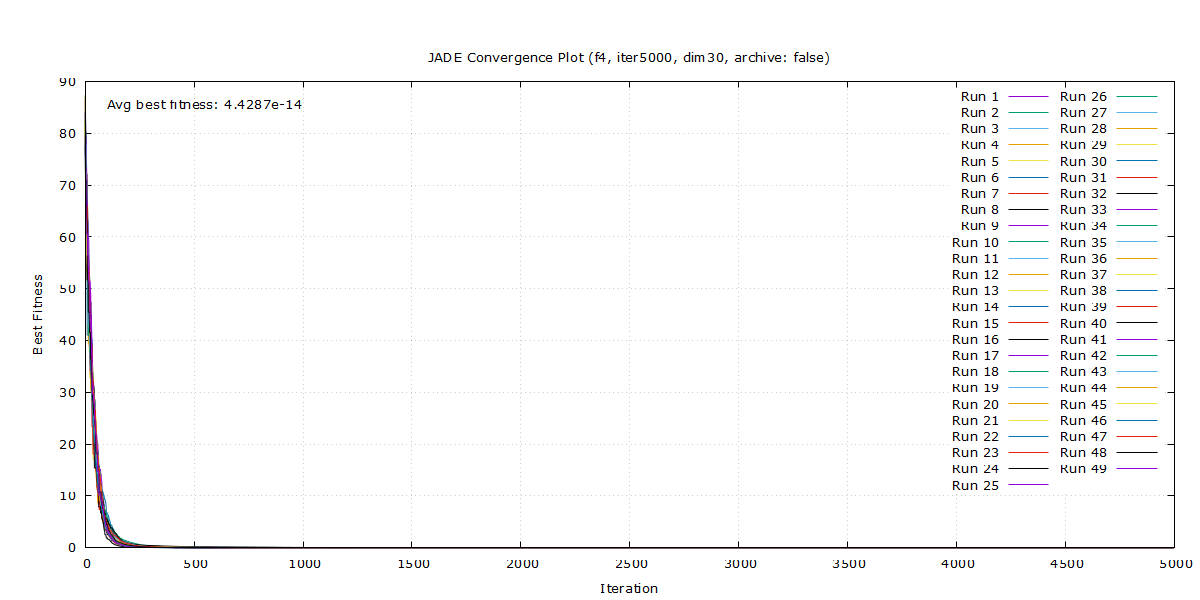 JADE Convergence Plot (f4, iter5000, dim30, archive: false)
Avg best fitness: 4.4287e-14
Best Fitness
90
80
70
60
50
40
30
20
10
0
0 500 1000 1500 2000 2500 3000 3500 4000 4500 5000
Iteration
Run 1
Run 2
Run 3
Run 4
Run 5
Run 6
Run 7
Run 8
Run 9
Run 10
Run 11
Run 12
Run 13
Run 14
Run 15
Run 16
Run 17
Run 18
Run 19
Run 20
Run 21
Run 22
Run 23
Run 24
Run 25
Run 26
Run 27
Run 28
Run 29
Run 30
Run 31
Run 32
Run 33
Run 34
Run 35
Run 36
Run 37
Run 38
Run 39
Run 40
Run 41
Run 42
Run 43
Run 44
Run 45
Run 46
Run 47
Run 48
Run 49